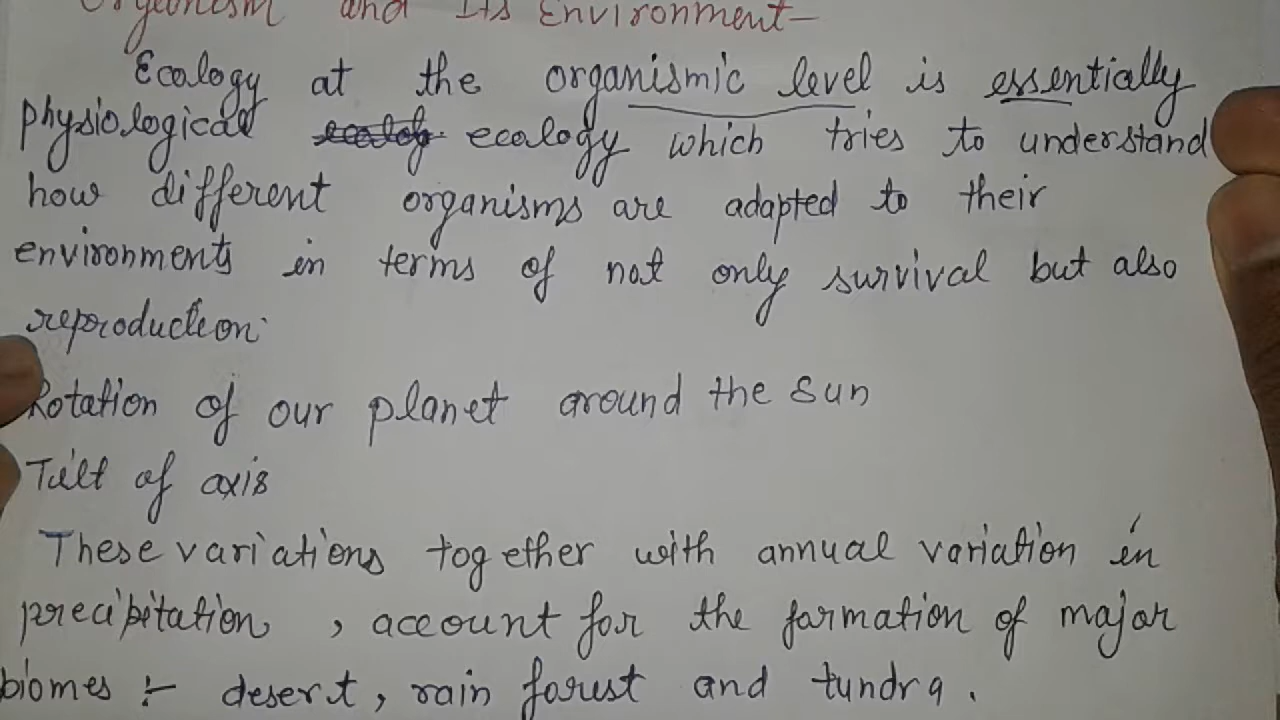 Organism and Its Environment–
Ecalogy at the organismic level is essentially
physiological ecalogy which tries to understand
how different organisms are adapted to their
environments in terms of not only survival but also
reproduction.
Rotation of our planet around the sun
Tilt of axis
These variations together with annual variation in
precipitation, , account for the formation of major
biomes :- desert, rain forest and tundra.